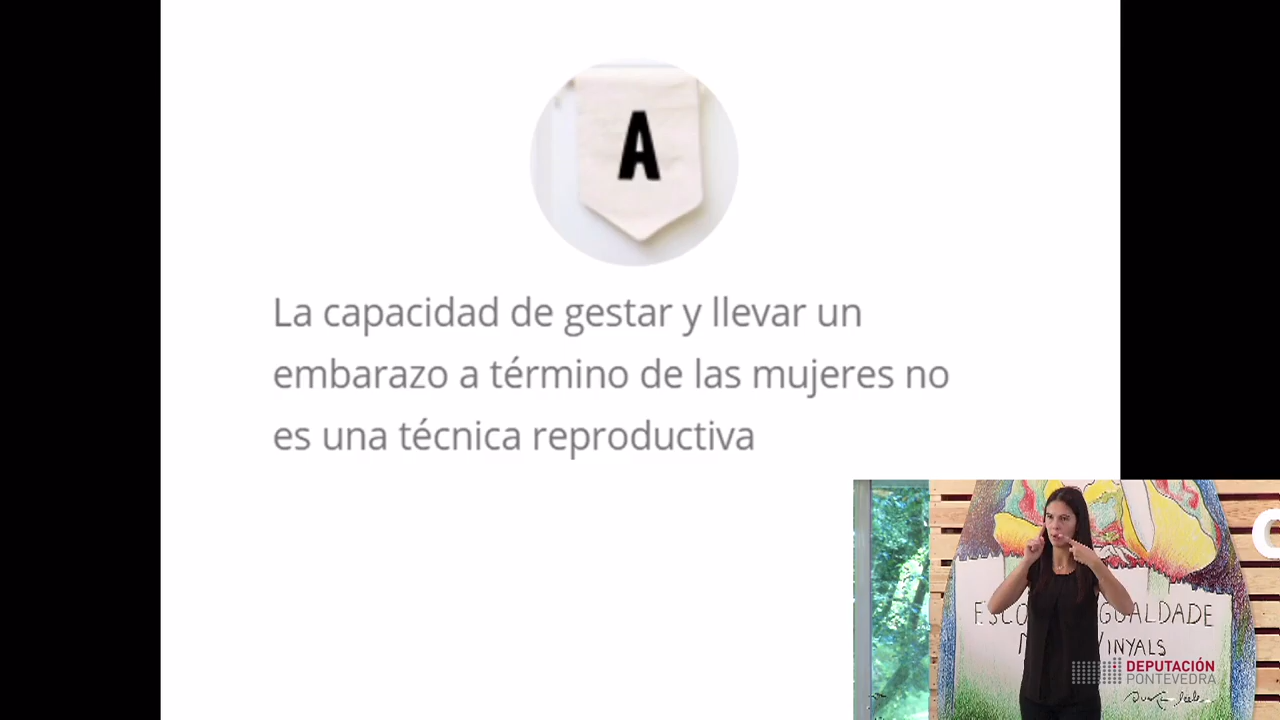 A
La capacidad de gestar y llevar un
embarazo a término de las mujeres no
es una técnica reproductiva
IGUALDADE
VINYALS
DEPUTACIÓN
PONTEVEDRA